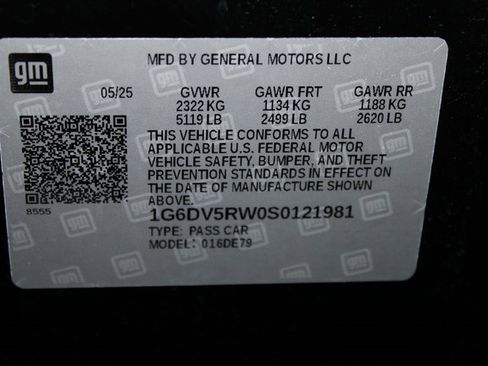 gm
MFD BY GENERAL MOTORS LLC
05/25 GVWR GAWR FRT GAWR RR
2322 KG 1134 KG 1188 KG
5119 LB 2499 LB 2620 LB
THIS VEHICLE CONFORMS TO ALL
APPLICABLE U.S. FEDERAL MOTOR
VEHICLE SAFETY, BUMPER, AND THEFT
PREVENTION STANDARDS IN EFFECT ON
THE DATE OF MANUFACTURE SHOWN
ABOVE.
8555
1G6DV5RW0S0121981
TYPE: PASS CAR
MODEL: 016DE79